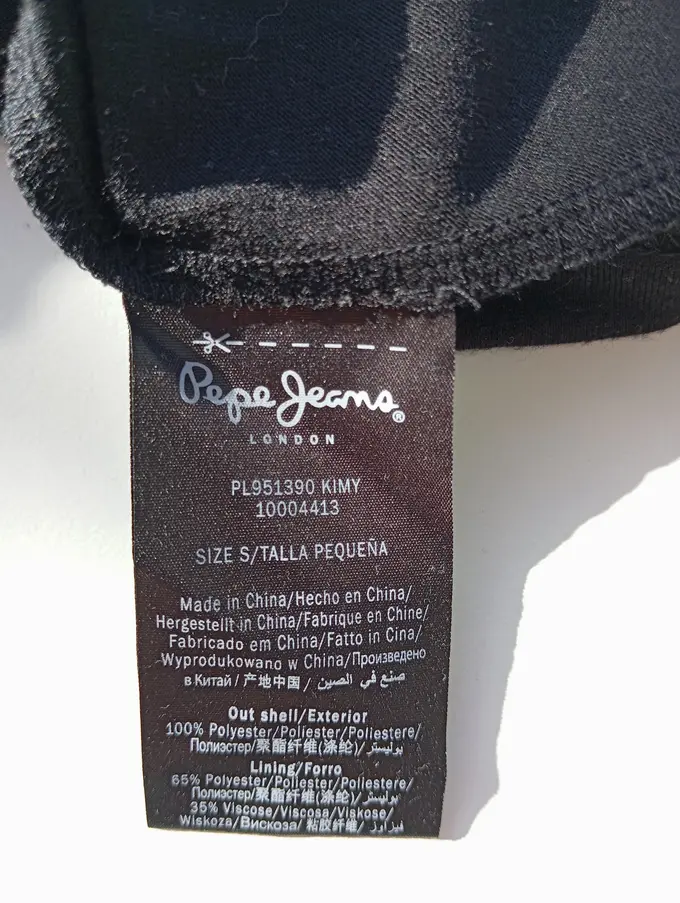 Pepe Jeans®
LONDON
PL951390 KIMY
10004413
SIZE S/TALLA PEQUEÑA
Made in China/Hecho en China/
Hergestellt in China/Fabrique en Chine/
Fabricado em China/Fatto in Cina/
Wyprodukowano w China/Произведено
в Китай/产地中国/ صنع في الصين
Out shell/Exterior
100% Polyester/Poliester/Poliestere/
Полиэстер/聚酯纤维(涤纶)/بوليستر
Lining/Forro
65% Polyester/Poliester/Poliestere/
Полиэстер/聚酯纤维(涤纶)/بوليستر
35% Viscose/Viscosa/Viskose/
Wiskoza/Вискоза/粘胶纤维/فيزاوز